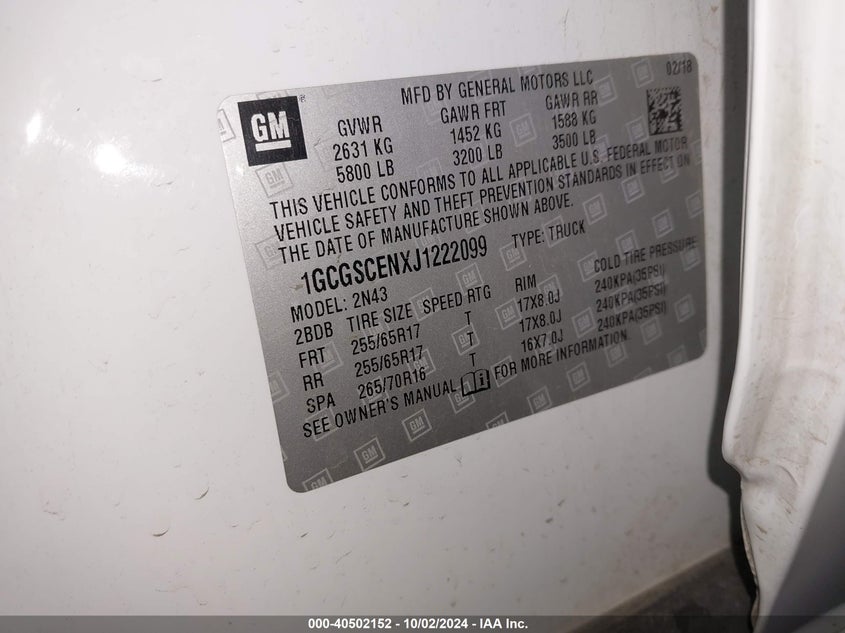 MFD BY GENERAL MOTORS LLC 02/18
GM
GVWR GAWR FRT GAWR RR
2631 KG 1452 KG 1588 KG
5800 LB 3200 LB 3500 LB
THIS VEHICLE CONFORMS TO ALL APPLICABLE U.S. FEDERAL MOTOR
VEHICLE SAFETY AND THEFT PREVENTION STANDARDS IN EFFECT ON
THE DATE OF MANUFACTURE SHOWN ABOVE.
1GCGSCENXJ1222099 TYPE: TRUCK
MODEL: 2N43
2BDB TIRE SIZE SPEED RTG RIM COLD TIRE PRESSURE
FRT 255/65R17 T 17X8.0J 240KPA(35PSI)
RR 255/65R17 T 17X8.0J 240KPA(35PSI)
SPA 265/70R16 T 16X7.0J 240KPA(35PSI)
SEE OWNER'S MANUAL i FOR MORE INFORMATION.
000-40502152 - 10/02/2024 - IAA Inc.